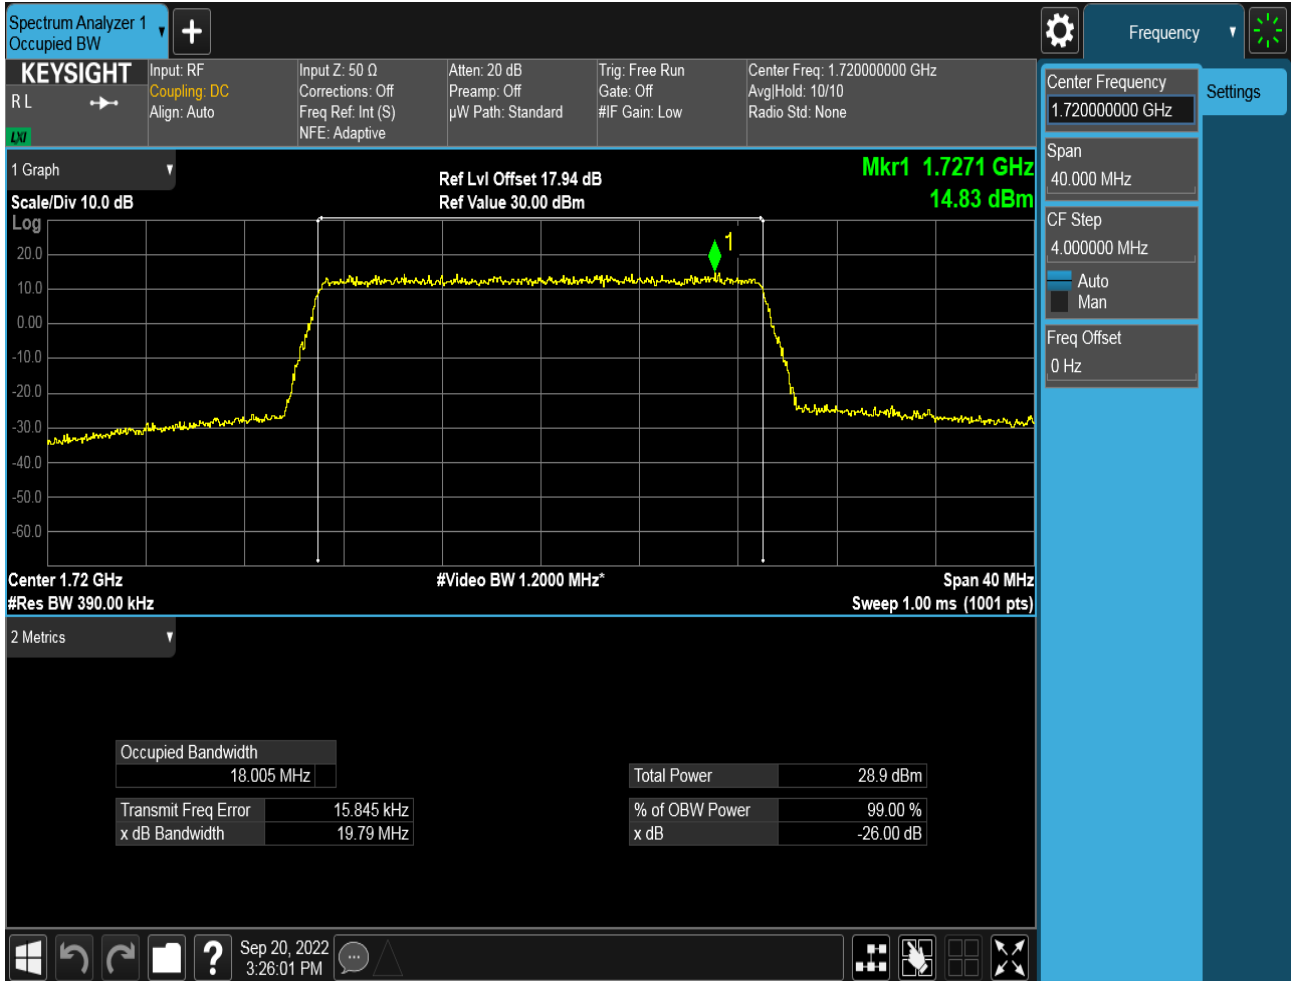 Spectrum Analyzer 1
Occupied BW
Frequency
KEYSIGHT
R L
LXI
Input: RF
Coupling: DC
Align: Auto
Input Z: 50 Ω
Corrections: Off
Freq Ref: Int (S)
NFE: Adaptive
Atten: 20 dB
Preamp: Off
µW Path: Standard
Trig: Free Run
Gate: Off
#IF Gain: Low
Center Freq: 1.720000000 GHz
Avg|Hold: 10/10
Radio Std: None
Center Frequency
1.720000000 GHz
Settings
Span
40.000 MHz
CF Step
4.000000 MHz
Auto
Man
Freq Offset
0 Hz
1 Graph
Scale/Div 10.0 dB
Ref Lvl Offset 17.94 dB
Ref Value 30.00 dBm
Mkr1 1.7271 GHz
14.83 dBm
Log
1
20.0
10.0
0.00
-10.0
-20.0
-30.0
-40.0
-50.0
-60.0
Center 1.72 GHz
#Video BW 1.2000 MHz*
Span 40 MHz
#Res BW 390.00 kHz
Sweep 1.00 ms (1001 pts)
2 Metrics
Occupied Bandwidth
18.005 MHz
Transmit Freq Error 15.845 kHz
x dB Bandwidth 19.79 MHz
Total Power 28.9 dBm
% of OBW Power 99.00 %
x dB -26.00 dB
?
Sep 20, 2022
3:26:01 PM